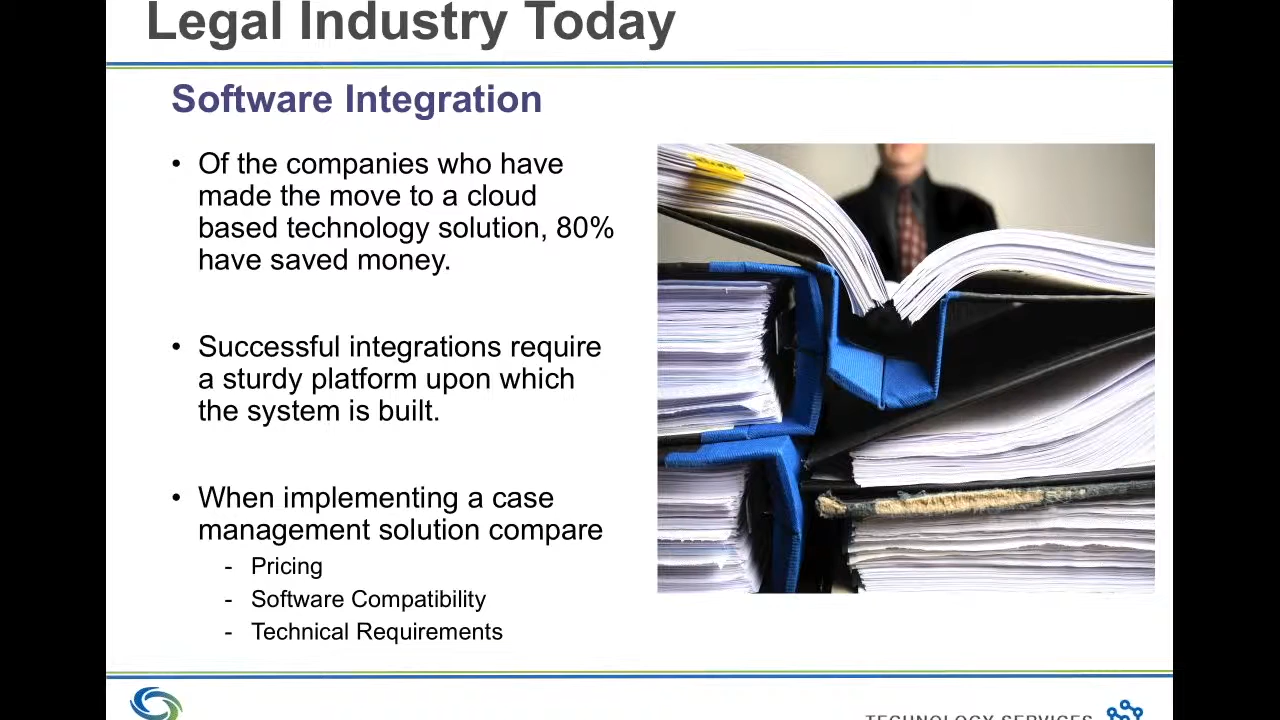 Legal Industry Today
Software Integration
• Of the companies who have
made the move to a cloud
based technology solution, 80%
have saved money.
• Successful integrations require
a sturdy platform upon which
the system is built.
• When implementing a case
management solution compare
- Pricing
- Software Compatibility
- Technical Requirements
TECHNOLOGY SERVICES